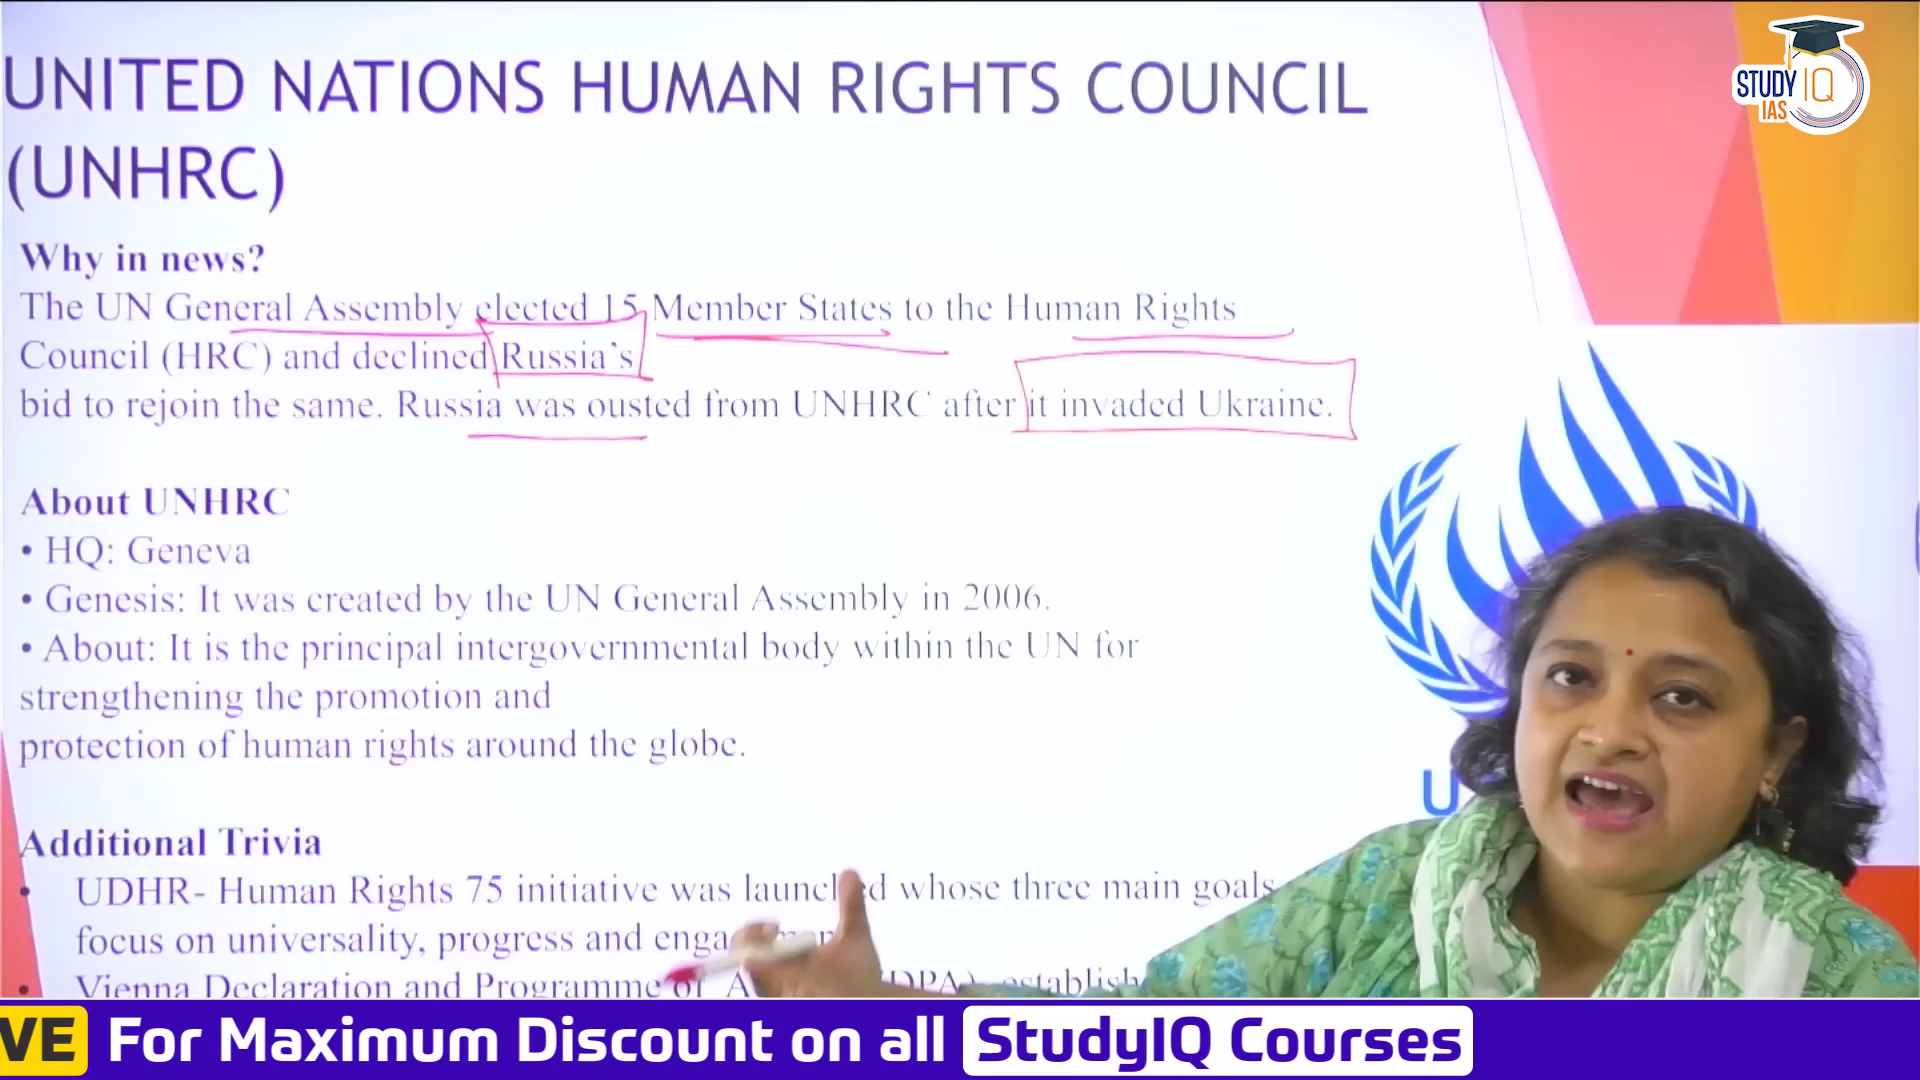 UNITED NATIONS HUMAN RIGHTS COUNCIL
(UNHRC)
STUDY IQ
IAS
Why in news?
The UN General Assembly elected 15 Member States to the Human Rights
Council (HRC) and declined Russia's
bid to rejoin the same. Russia was ousted from UNHRC after it invaded Ukraine.
About UNHRC
• HQ: Geneva
• Genesis: It was created by the UN General Assembly in 2006.
• About: It is the principal intergovernmental body within the UN for
strengthening the promotion and
protection of human rights around the globe.
Additional Trivia
• UDHR- Human Rights 75 initiative was launched whose three main goals
focus on universality, progress and
• Vienna Declaration and Programme of
VE For Maximum Discount on all StudyIQ Courses